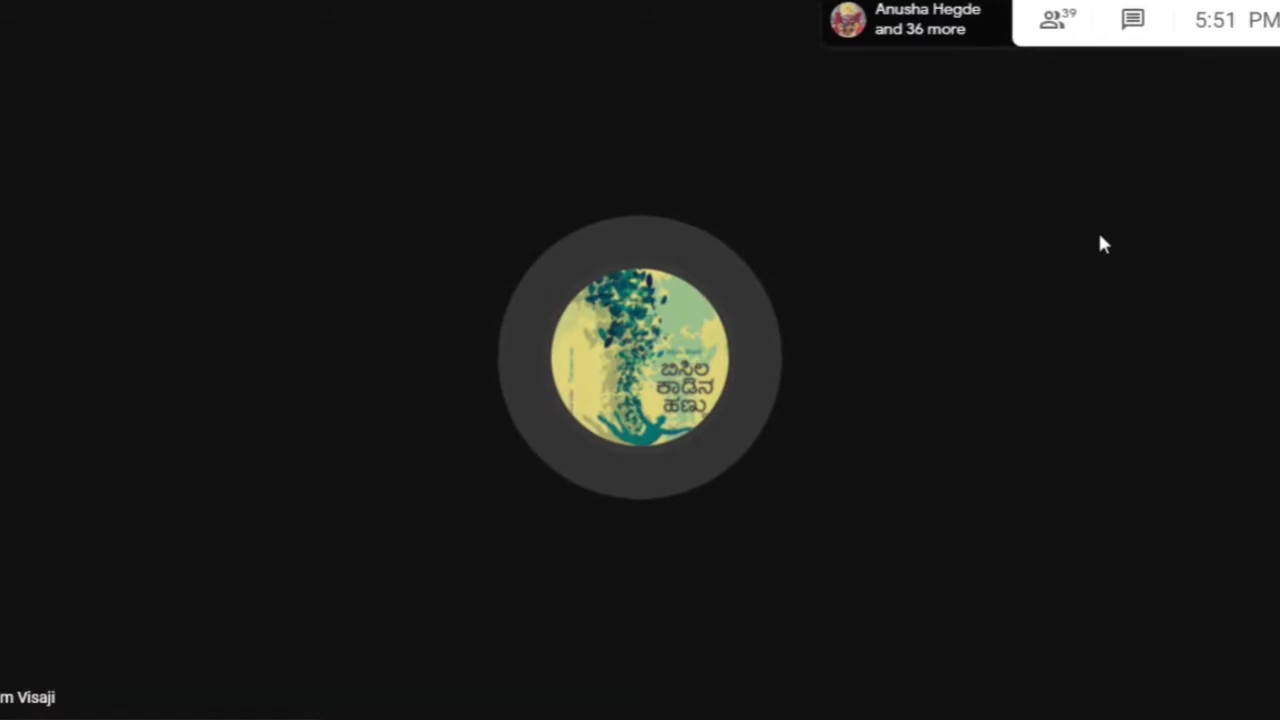 Anusha Hegde
and 36 more
39
5:51 PM
ಬಿಸಿಲ
ಕಾಡಿನ
ಹಣ್ಣು
m Visaji